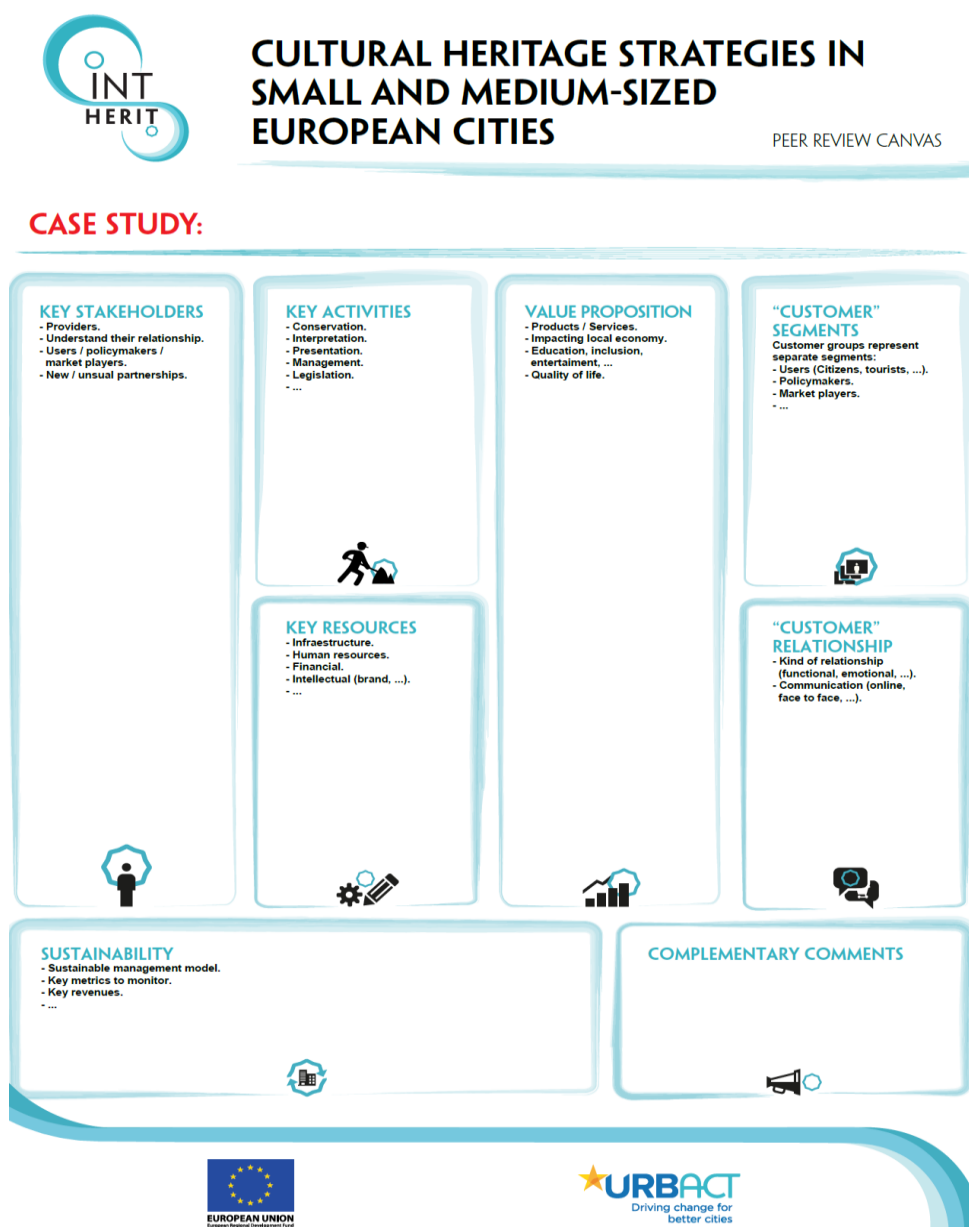 INT
HERIT
CULTURAL HERITAGE STRATEGIES IN
SMALL AND MEDIUM-SIZED
EUROPEAN CITIES
PEER REVIEW CANVAS
CASE STUDY:
KEY STAKEHOLDERS
- Providers.
- Understand their relationship.
- Users / policymakers /
market players.
- New / unusual partnerships.
KEY ACTIVITIES
- Conservation.
- Interpretation.
- Presentation.
- Management.
- Legislation.
- ...
KEY RESOURCES
- Infraestructure.
- Human resources.
- Financial.
- Intellectual (brand, ...).
- ...
VALUE PROPOSITION
- Products / Services.
- Impacting local economy.
- Education, inclusion,
entertaiment, ...
- Quality of life.
“CUSTOMER”
SEGMENTS
Customer groups represent
separate segments:
- Users (Citizens, tourists, ...).
- Policymakers.
- Market players.
- ...
“CUSTOMER”
RELATIONSHIP
- Kind of relationship
(functional, emotional, ...).
- Communication (online,
face to face, ...).
SUSTAINABILITY
- Sustainable management model.
- Key metrics to monitor.
- Key revenues.
- ...
COMPLEMENTARY COMMENTS
EUROPEAN UNION
European Regional Development Fund
URBACT
Driving change for
better cities